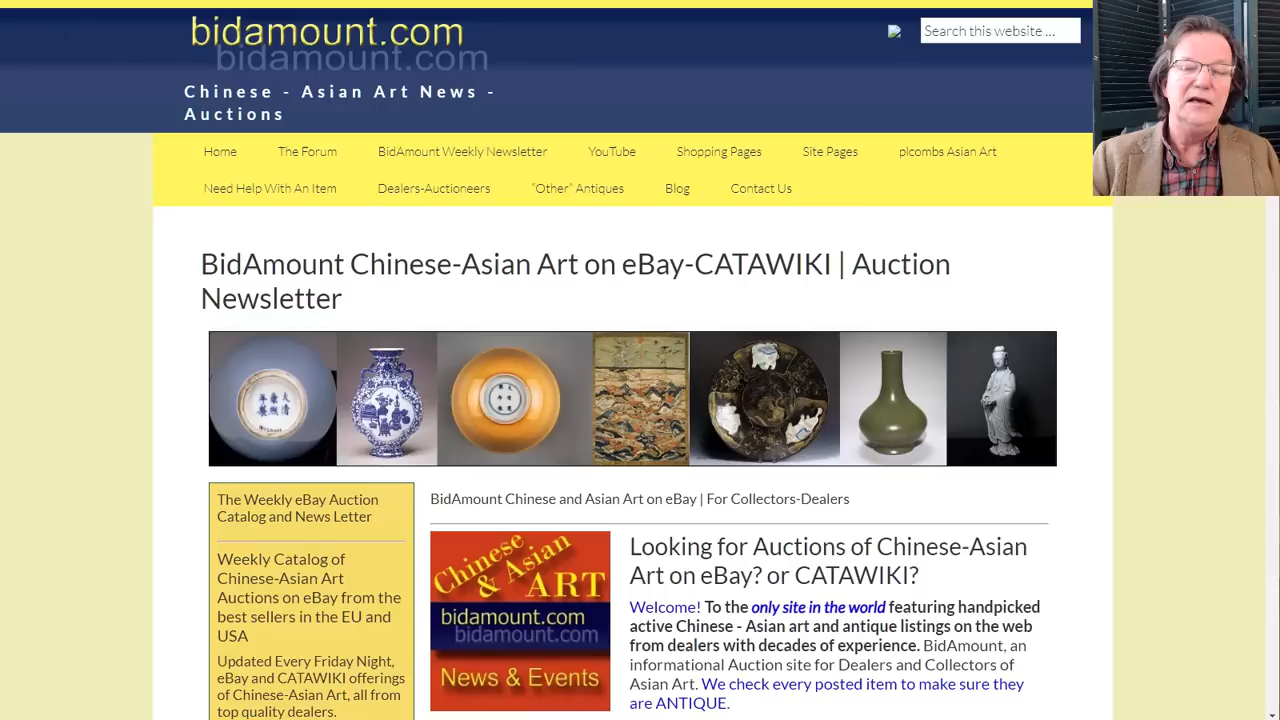 bidamount.com
bidamount.com
Search this website ...
Chinese - Asian Art News -
Auctions
Home
The Forum
BidAmount Weekly Newsletter
YouTube
Shopping Pages
Site Pages
plcombs Asian Art
Need Help With An Item
Dealers-Auctioneers
“Other” Antiques
Blog
Contact Us
BidAmount Chinese-Asian Art on eBay-CATAWIKI | Auction
Newsletter
The Weekly eBay Auction
Catalog and News Letter
Weekly Catalog of
Chinese-Asian Art
Auctions on eBay from the
best sellers in the EU and
USA
Updated Every Friday Night,
eBay and CATAWIKI offerings
of Chinese-Asian Art, all from
top quality dealers.
BidAmount Chinese and Asian Art on eBay | For Collectors-Dealers
Chinese
& Asian
ART
bidamount.com
bidamount.com
News & Events
Looking for Auctions of Chinese-Asian
Art on eBay? or CATAWIKI?
Welcome! To the only site in the world featuring handpicked
active Chinese - Asian art and antique listings on the web
from dealers with decades of experience. BidAmount, an
informational Auction site for Dealers and Collectors of
Asian Art. We check every posted item to make sure they
are ANTIQUE.